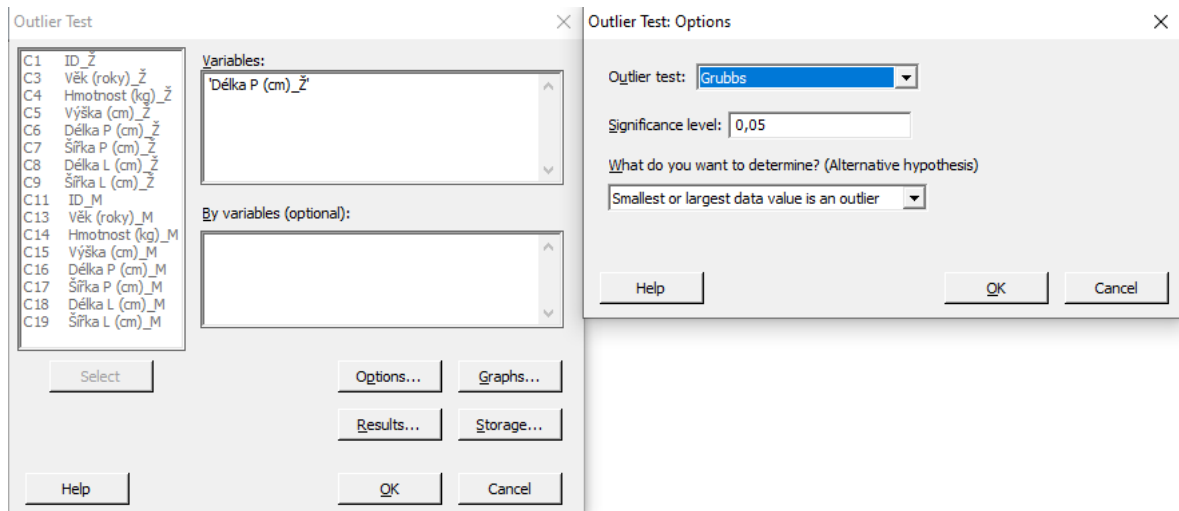 Outlier Test
C1 ID_Ž
C3 Věk (roky)_Ž
C4 Hmotnost (kg)_Ž
C5 Výška (cm)_Ž
C6 Délka P (cm)_Ž
C7 Šířka P (cm)_Ž
C8 Délka L (cm)_Ž
C9 Šířka L (cm)_Ž
C11 ID_M
C13 Věk (roky)_M
C14 Hmotnost (kg)_M
C15 Výška (cm)_M
C16 Délka P (cm)_M
C17 Šířka P (cm)_M
C18 Délka L (cm)_M
C19 Šířka L (cm)_M
Variables:
'Délka P (cm)_Ž'
By variables (optional):
Select
Options...
Graphs...
Results...
Storage...
Help
OK
Cancel
Outlier Test: Options
Outlier test: Grubbs
Significance level: 0,05
What do you want to determine? (Alternative hypothesis)
Smallest or largest data value is an outlier
Help
OK
Cancel